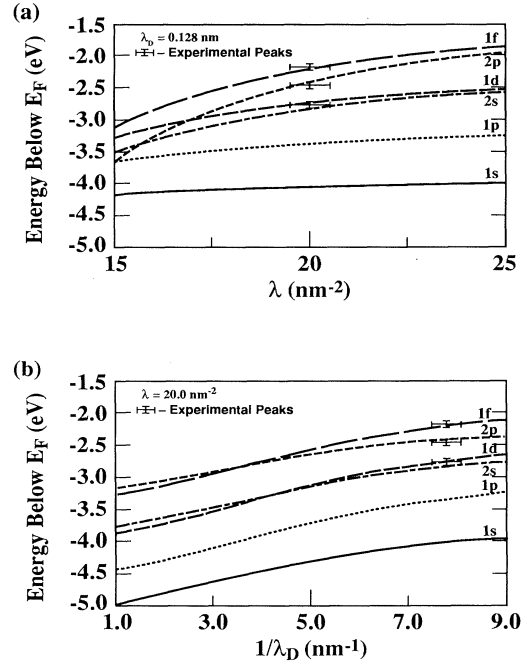 (a)
λD = 0.128 nm
– Experimental Peaks
-1.5
-2.0
-2.5
-3.0
-3.5
-4.0
-4.5
-5.0
Energy Below EF (eV)
1f
2p
1d
2s
1p
1s
15
20
25
λ (nm-2)
(b)
λ = 20.0 nm-2
– Experimental Peaks
-1.5
-2.0
-2.5
-3.0
-3.5
-4.0
-4.5
-5.0
Energy Below EF (eV)
1f
2p
1d
2s
1p
1s
1.0
3.0
5.0
7.0
9.0
1/λD (nm-1)